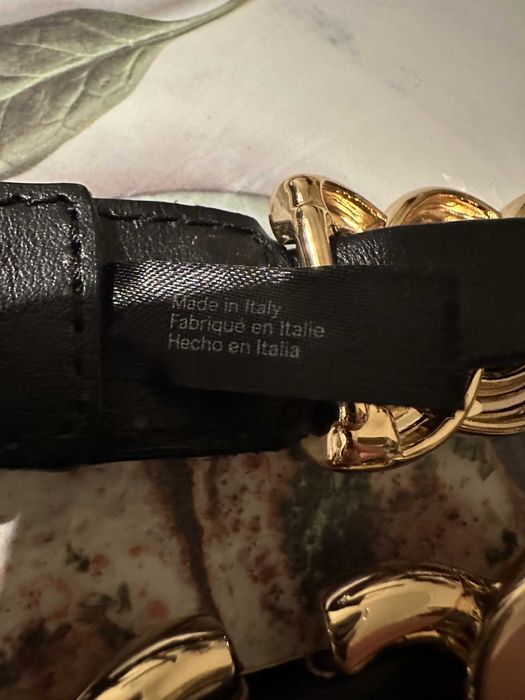 Made in Italy
Fabriqué en Italie
Hecho en Italia